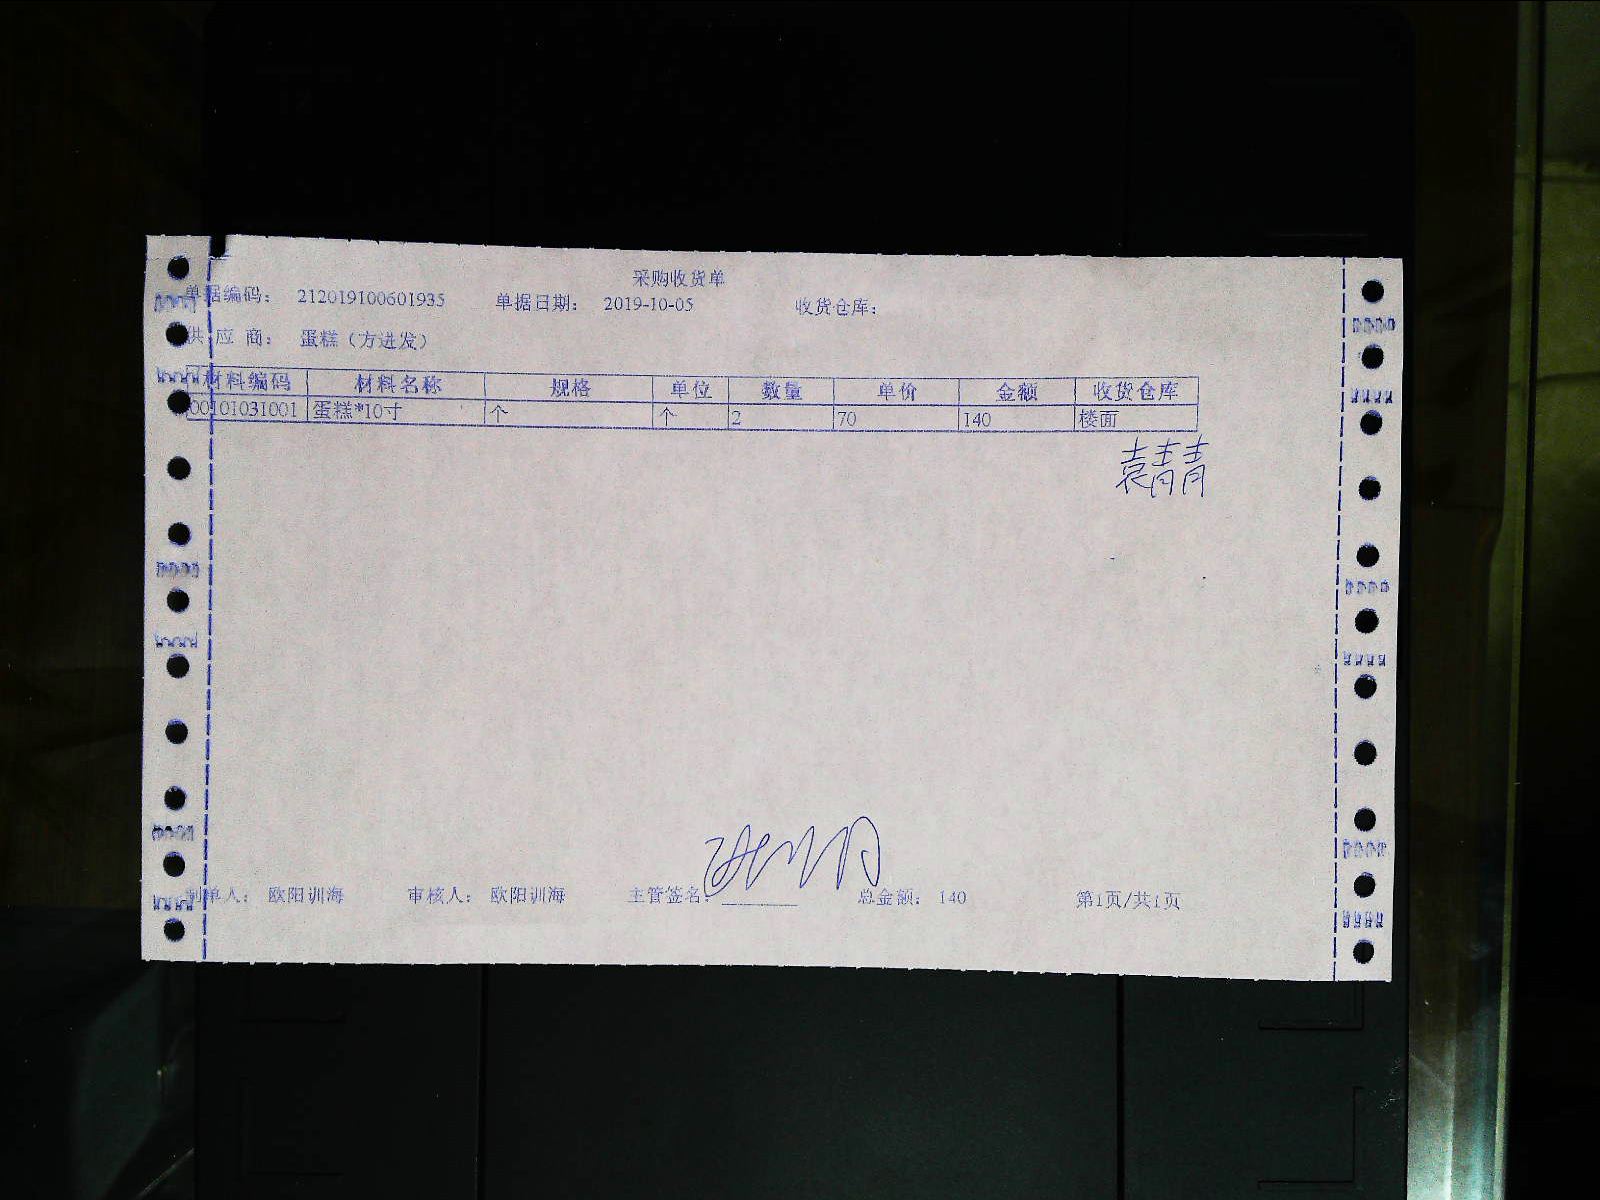 采购收货单
单据编码： 212019100601935 单据日期： 2019-10-05 收货仓库：
供 应 商： 蛋糕（方进发）
材料编码 材料名称 规格 单位 数量 单价 金额 收货仓库
00101031001 蛋糕*10寸 个 个 2 70 140 楼面
袁青青
制单人： 欧阳训海 审核人： 欧阳训海 主管签名： 总金额： 140 第1页/共1页